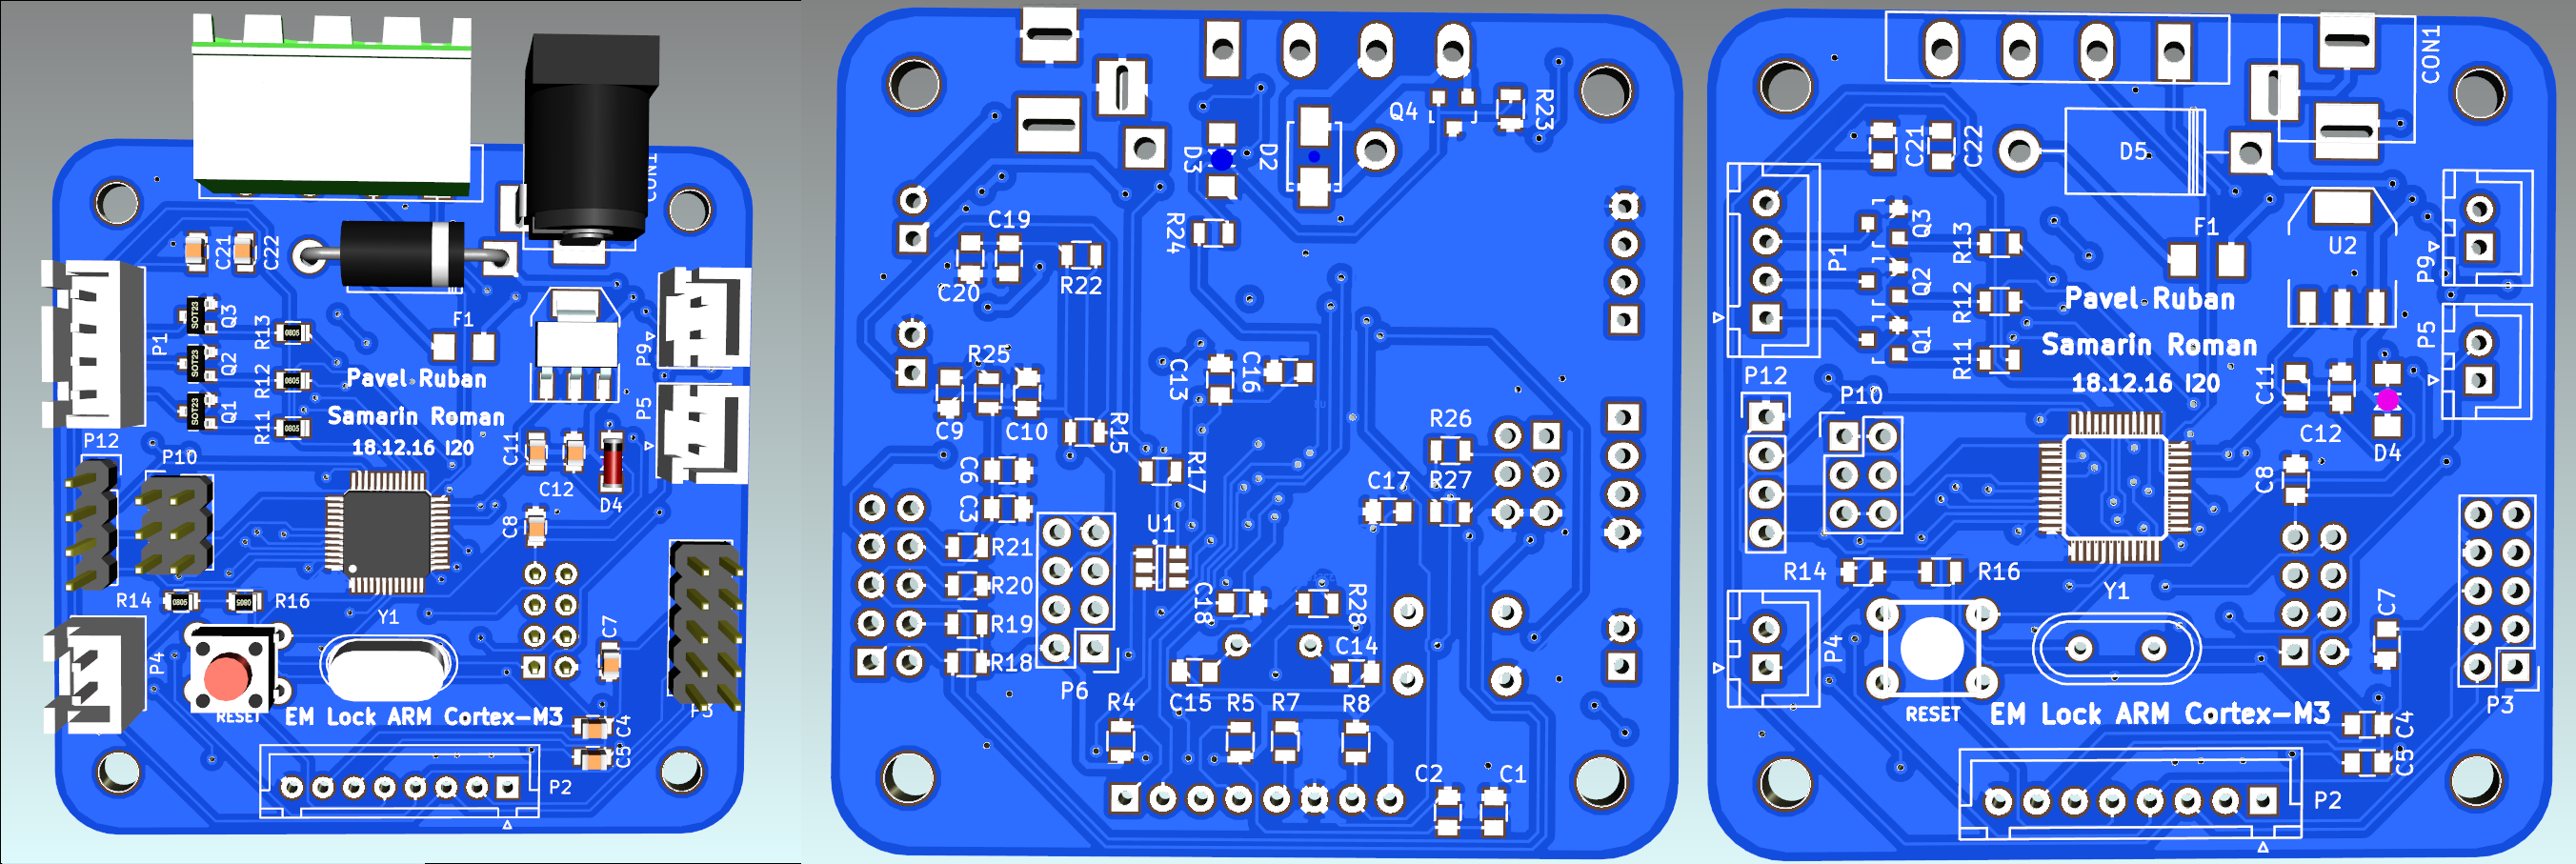 CON1
C21
C22
F1
P1
SOT23
Q3
SOT23
Q2
SOT23
Q1
R13
0805
R12
0805
R11
0805
P9
P5
Pavel Ruban
Samarin Roman
18.12.16 I20
P12
P10
C11
C12
D4
C8
R14
0805
0805
R16
Y1
C7
P4
RESET
EM Lock ARM Cortex-M3
C4
C5
P3
P2
Q4
R23
D3
D2
R24
C19
C20
R22
R25
C13
C16
C9
C10
R15
R26
C6
R17
C17
R27
C3
U1
R21
R20
R19
R18
C18
R28
C14
P6
C15
R4
R5
R7
R8
C2
C1
CON1
C21
C22
D5
P1
Q3
R13
F1
U2
P9
Q2
R12
Pavel Ruban
Q1
R11
Samarin Roman
P5
18.12.16 I20
P12
P10
C11
C12
D4
C8
R14
R16
Y1
C7
P4
RESET
EM Lock ARM Cortex-M3
P3
C4
C5
P2